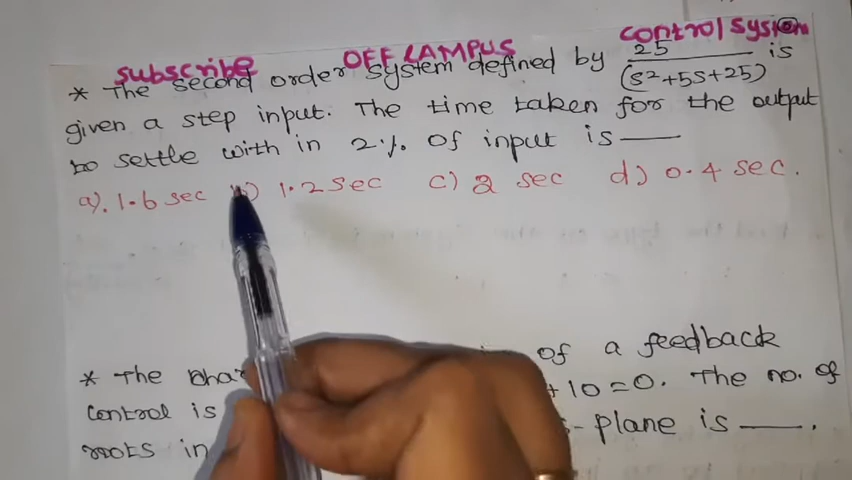 control System
subscribe OFF CAMPUS
* The second order System defined by 25 / (s²+5s+25) is
given a step input. The time taken for the output
to settle with in 2%. of input is ___
a). 1.6 sec b) 1.2 sec c) 2 sec d) 0.4 sec.
* The of a feedback
control is +10=0. The no. of
roots in s-plane is ___.